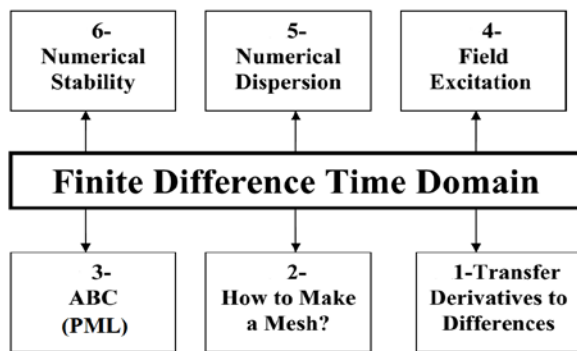 6-
Numerical
Stability
5-
Numerical
Dispersion
4-
Field
Excitation
Finite Difference Time Domain
3-
ABC
(PML)
2-
How to Make
a Mesh?
1-Transfer
Derivatives to
Differences